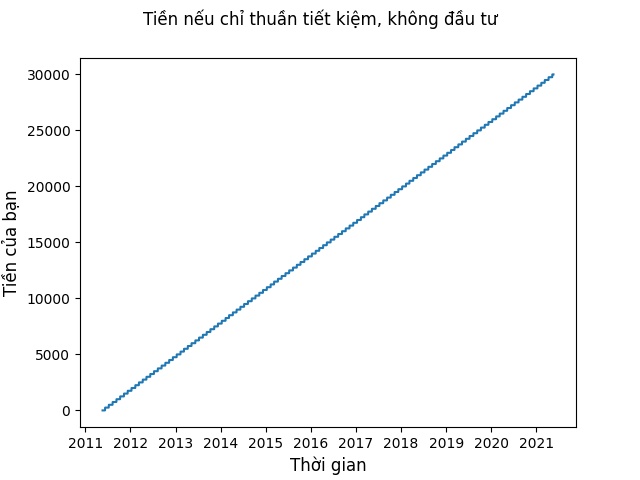 Tiền nếu chỉ thuần tiết kiệm, không đầu tư
Tiền của bạn
30000
25000
20000
15000
10000
5000
0
2011 2012 2013 2014 2015 2016 2017 2018 2019 2020 2021
Thời gian